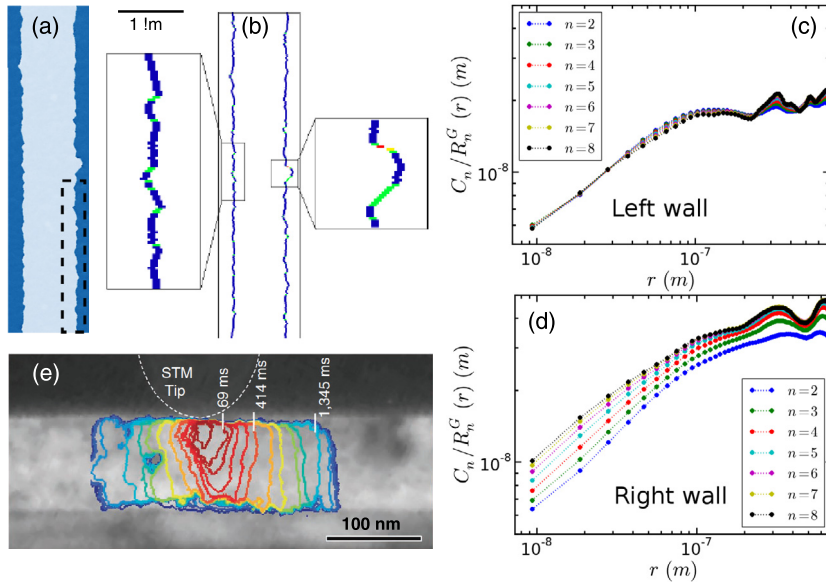 (a)
1 !m
(b)
(c)
C_n/R_n^G (r) (m)
10^-8
n=2
n=3
n=4
n=5
n=6
n=7
n=8
Left wall
10^-8
10^-7
r (m)
(d)
C_n/R_n^G (r) (m)
10^-8
n=2
n=3
n=4
n=5
n=6
n=7
n=8
Right wall
10^-8
10^-7
r (m)
(e)
STM
Tip
69 ms
414 ms
1,345 ms
100 nm